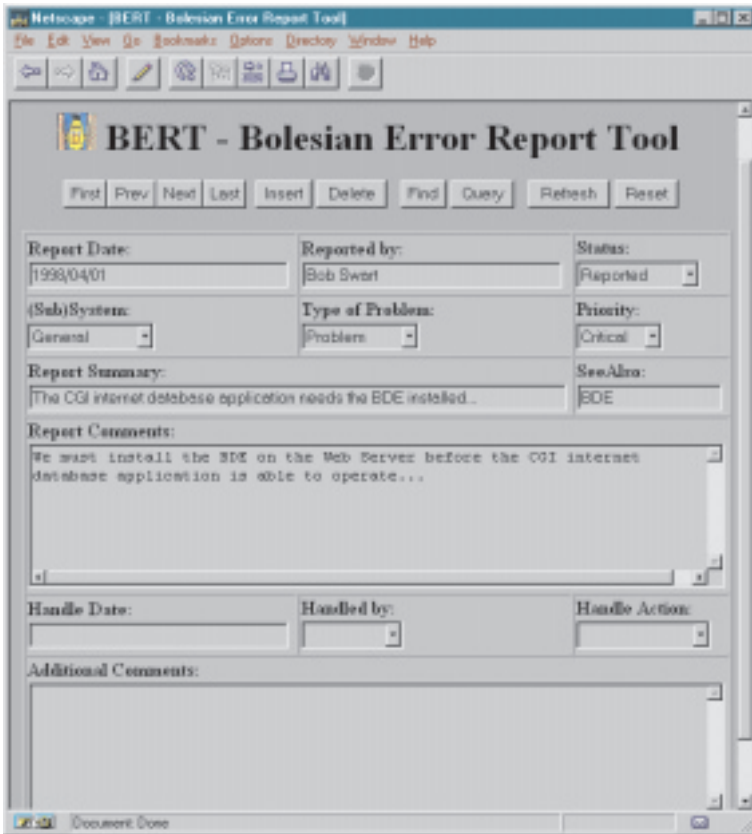 Netscape - [BERT - Bolesian Error Report Tool]
File Edit View Go Bookmarks Options Directory Window Help
BERT - Bolesian Error Report Tool
First Prev Next Last Insert Delete Find Query Refresh Reset
Report Date: Reported by: Status:
1998/04/01 Bob Swart Reported
(Sub)System: Type of Problem: Priority:
General Problem Critical
Report Summary: SeeAlso:
The CGI internet database application needs the BDE installed... BDE
Report Comments:
We must install the BDE on the Web Server before the CGI internet
database application is able to operate...
Handle Date: Handled by: Handle Action:
Additional Comments:
Document: Done